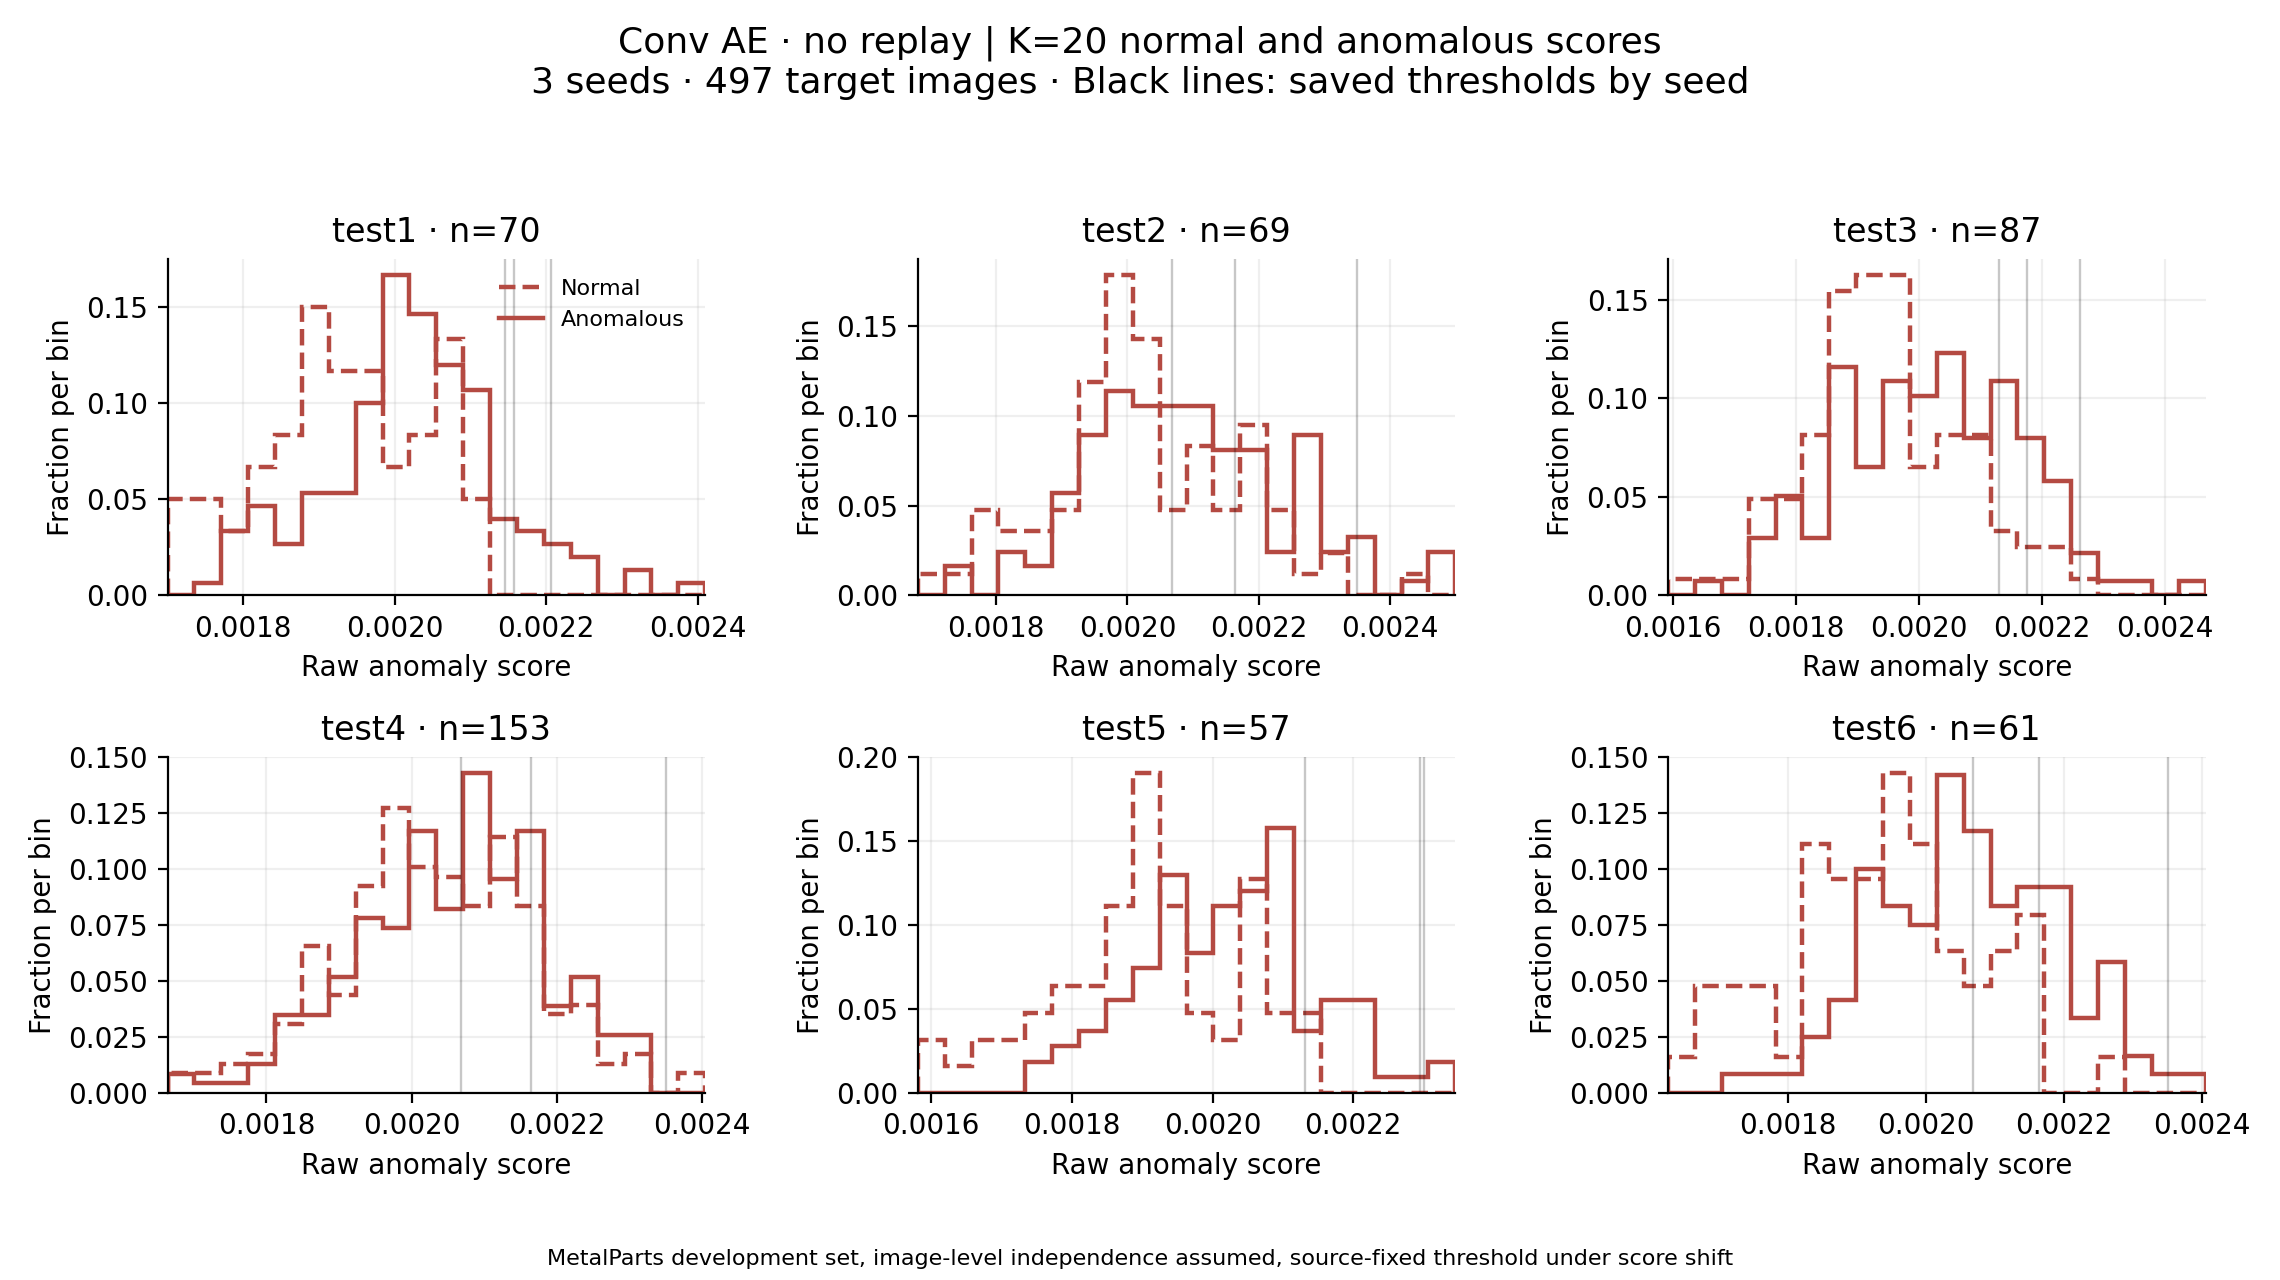 Conv AE · no replay | K=20 normal and anomalous scores
3 seeds · 497 target images · Black lines: saved thresholds by seed
test1 · n=70
Fraction per bin
0.15
0.10
0.05
0.00
Normal
Anomalous
0.0018 0.0020 0.0022 0.0024
Raw anomaly score
test2 · n=69
Fraction per bin
0.15
0.10
0.05
0.00
0.0018 0.0020 0.0022 0.0024
Raw anomaly score
test3 · n=87
Fraction per bin
0.15
0.10
0.05
0.00
0.0016 0.0018 0.0020 0.0022 0.0024
Raw anomaly score
test4 · n=153
Fraction per bin
0.150
0.125
0.100
0.075
0.050
0.025
0.000
0.0018 0.0020 0.0022 0.0024
Raw anomaly score
test5 · n=57
Fraction per bin
0.20
0.15
0.10
0.05
0.00
0.0016 0.0018 0.0020 0.0022
Raw anomaly score
test6 · n=61
Fraction per bin
0.150
0.125
0.100
0.075
0.050
0.025
0.000
0.0018 0.0020 0.0022 0.0024
Raw anomaly score
MetalParts development set, image-level independence assumed, source-fixed threshold under score shift